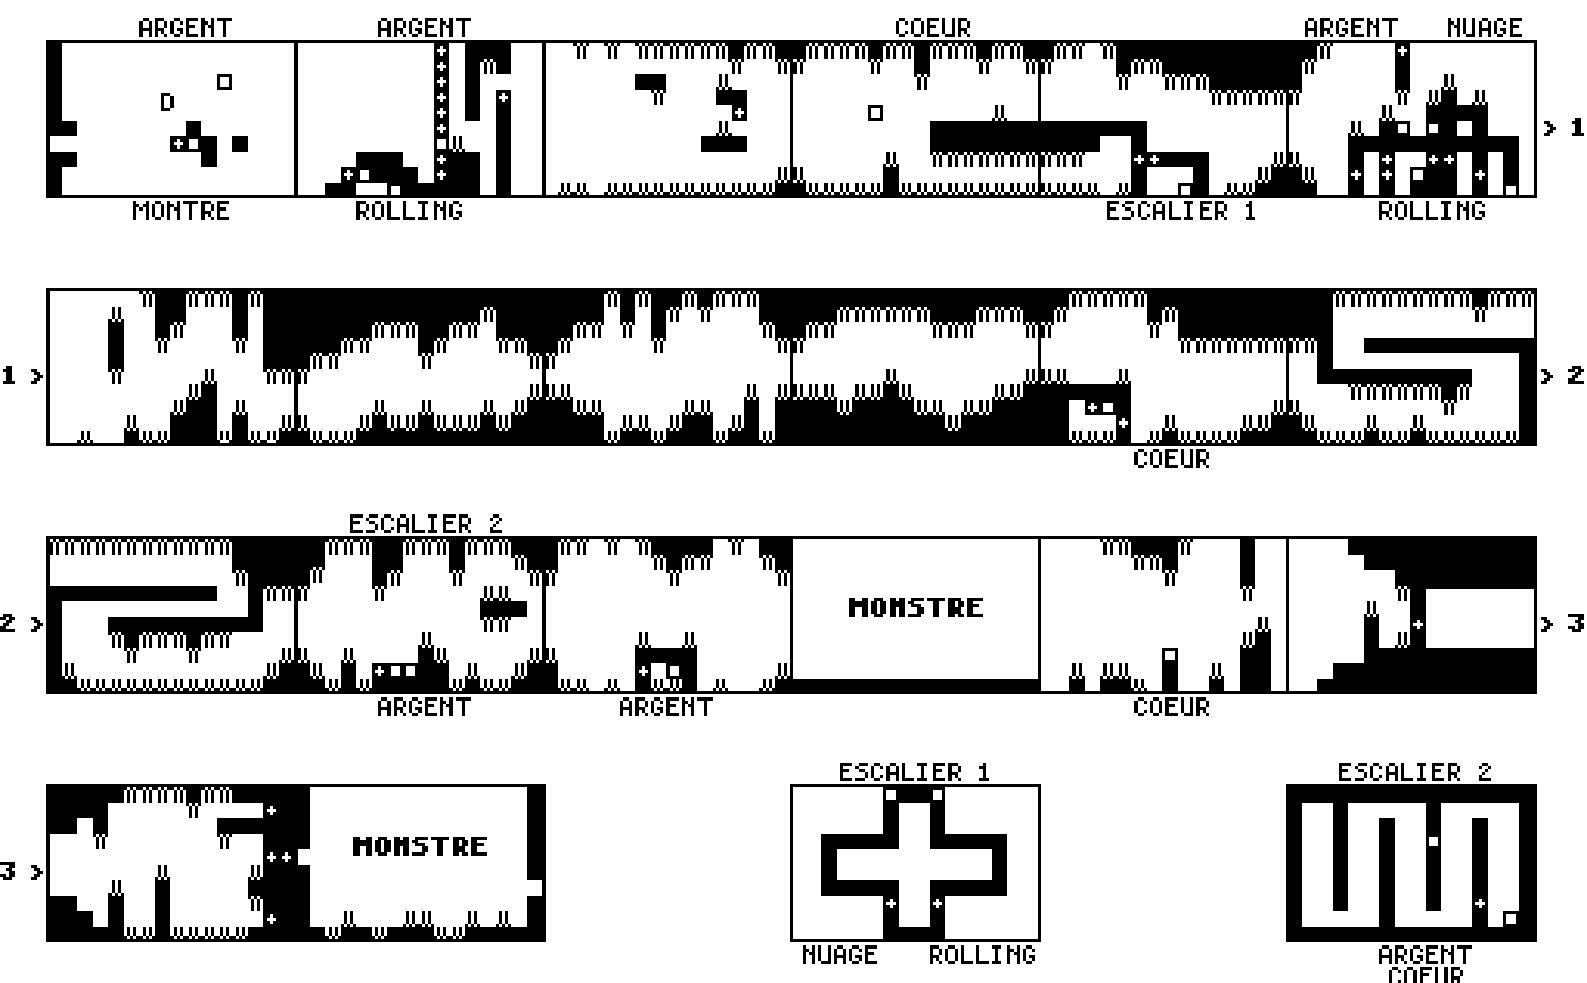 ARGENT ARGENT COEUR ARGENT NUAGE
D
> 1
MONTRE ROLLING ESCALIER 1 ROLLING
1 > > 2
COEUR
ESCALIER 2
MONSTRE
2 > > 3
ARGENT ARGENT COEUR
ESCALIER 1 ESCALIER 2
MONSTRE
3 >
NUAGE ROLLING ARGENT
COEUR